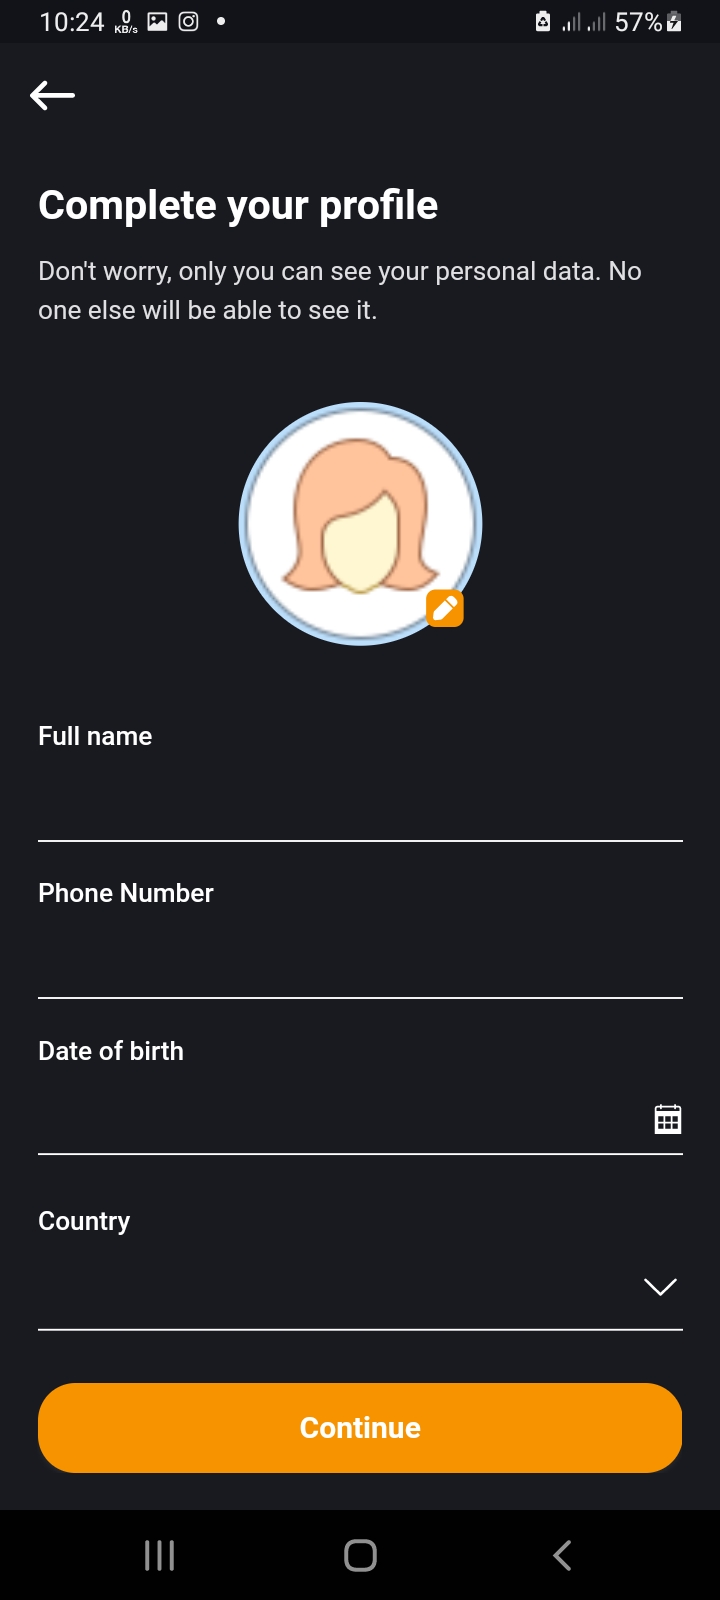 10:24 0 KB/s 57%
Complete your profile
Don't worry, only you can see your personal data. No
one else will be able to see it.
Full name
Phone Number
Date of birth
Country
Continue